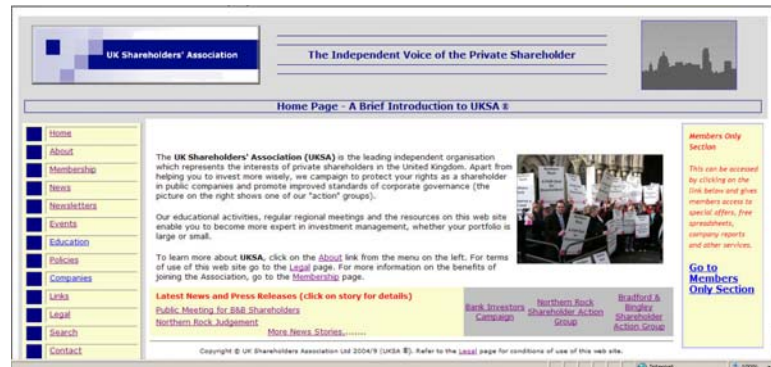 UK Shareholders' Association
The Independent Voice of the Private Shareholder
Home Page - A Brief Introduction to UKSA ®
Home
About
Membership
News
Newsletters
Events
Education
Policies
Companies
Links
Legal
Search
Contact
The UK Shareholders' Association (UKSA) is the leading independent organisation
which represents the interests of private shareholders in the United Kingdom. Apart from
helping you to invest more wisely, we campaign to protect your rights as a shareholder
in public companies and promote improved standards of corporate governance (the
picture on the right shows one of our "action" groups).
Our educational activities, regular regional meetings and the resources on this web site
enable you to become more expert in investment management, whether your portfolio is
large or small.
To learn more about UKSA, click on the About link from the menu on the left. For terms
of use of this web site go to the Legal page. For more information on the benefits of
joining the Association, go to the Membership page.
Latest News and Press Releases (click on story for details)
Public Meeting for B&B Shareholders
Northern Rock Judgement
More News Stories.......
Bank Investors
Campaign
Northern Rock
Shareholder Action
Group
Bradford &
Bingley
Shareholder
Action Group
Members Only
Section
This can be accessed
by clicking on the
link below and gives
members access to
special offers, free
spreadsheets,
company reports
and other services.
Go to
Members
Only Section
Copyright © UK Shareholders Association Ltd 2004/9 (UKSA ®). Refer to the Legal page for conditions of use of this web site.